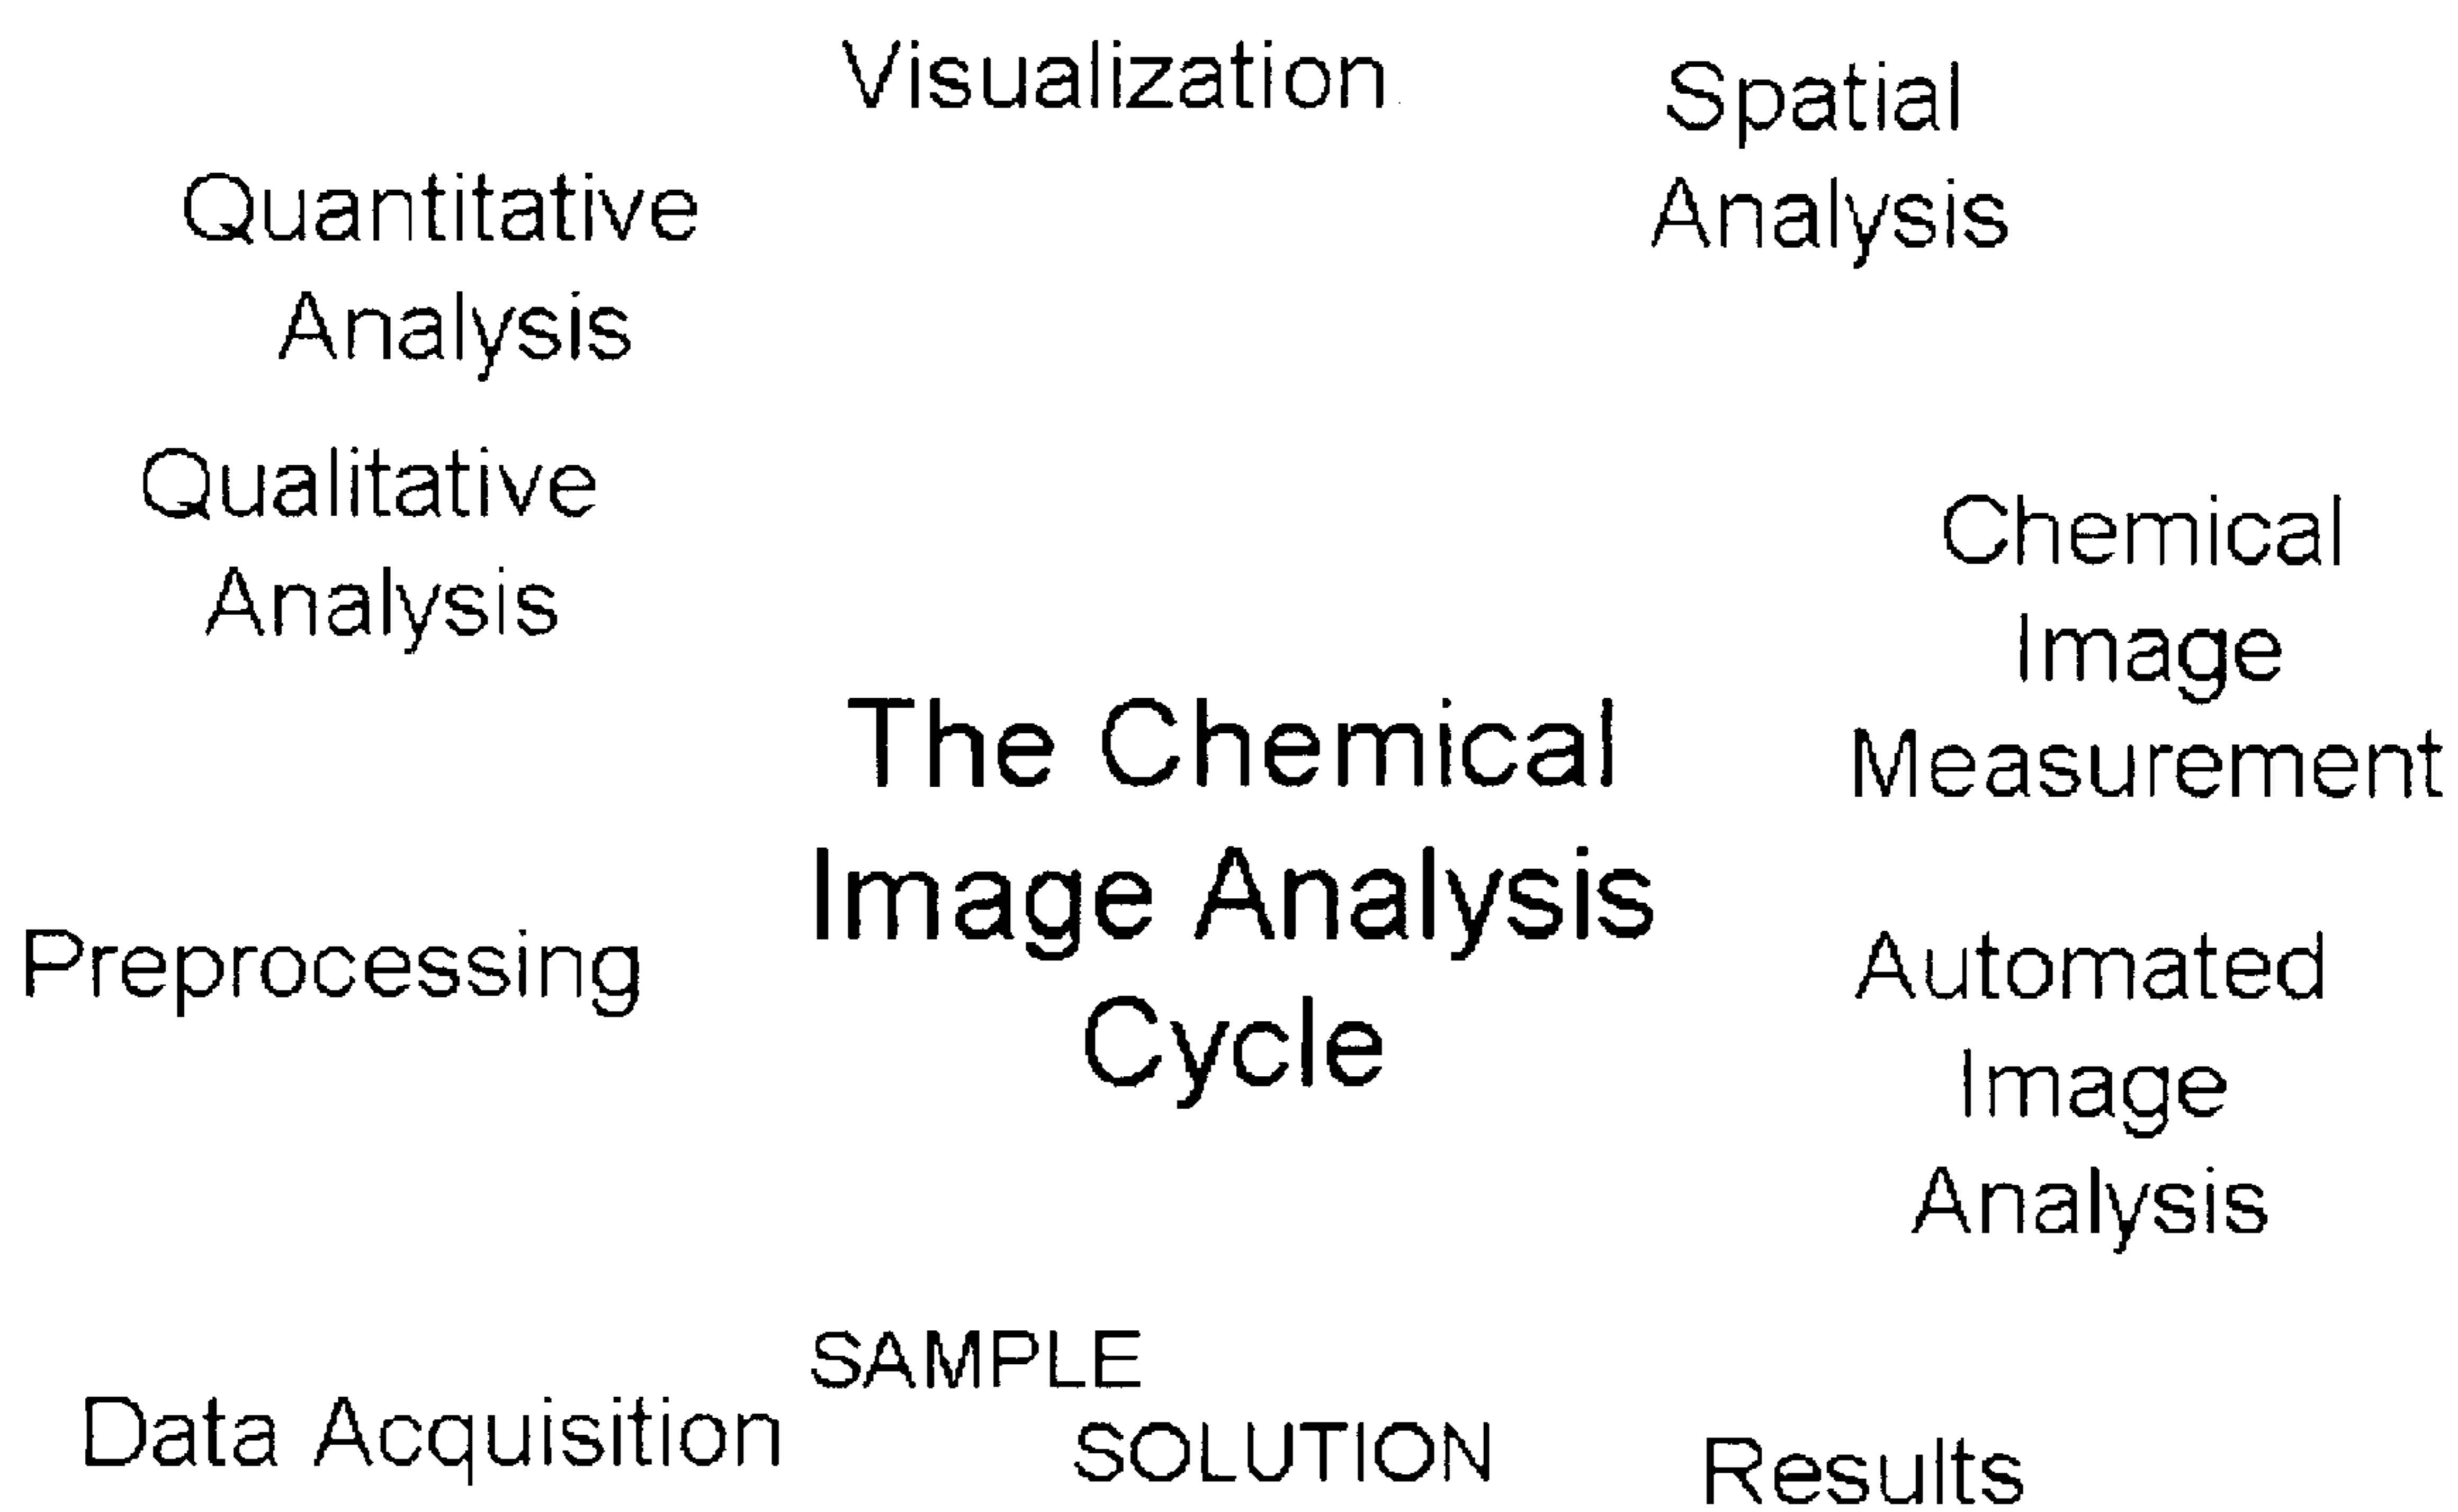 Visualization
Spatial
Analysis
Quantitative
Analysis
Qualitative
Analysis
Chemical
Image
Measurement
The Chemical
Image Analysis
Cycle
Preprocessing
Automated
Image
Analysis
SAMPLE
Data Acquisition
SOLUTION
Results